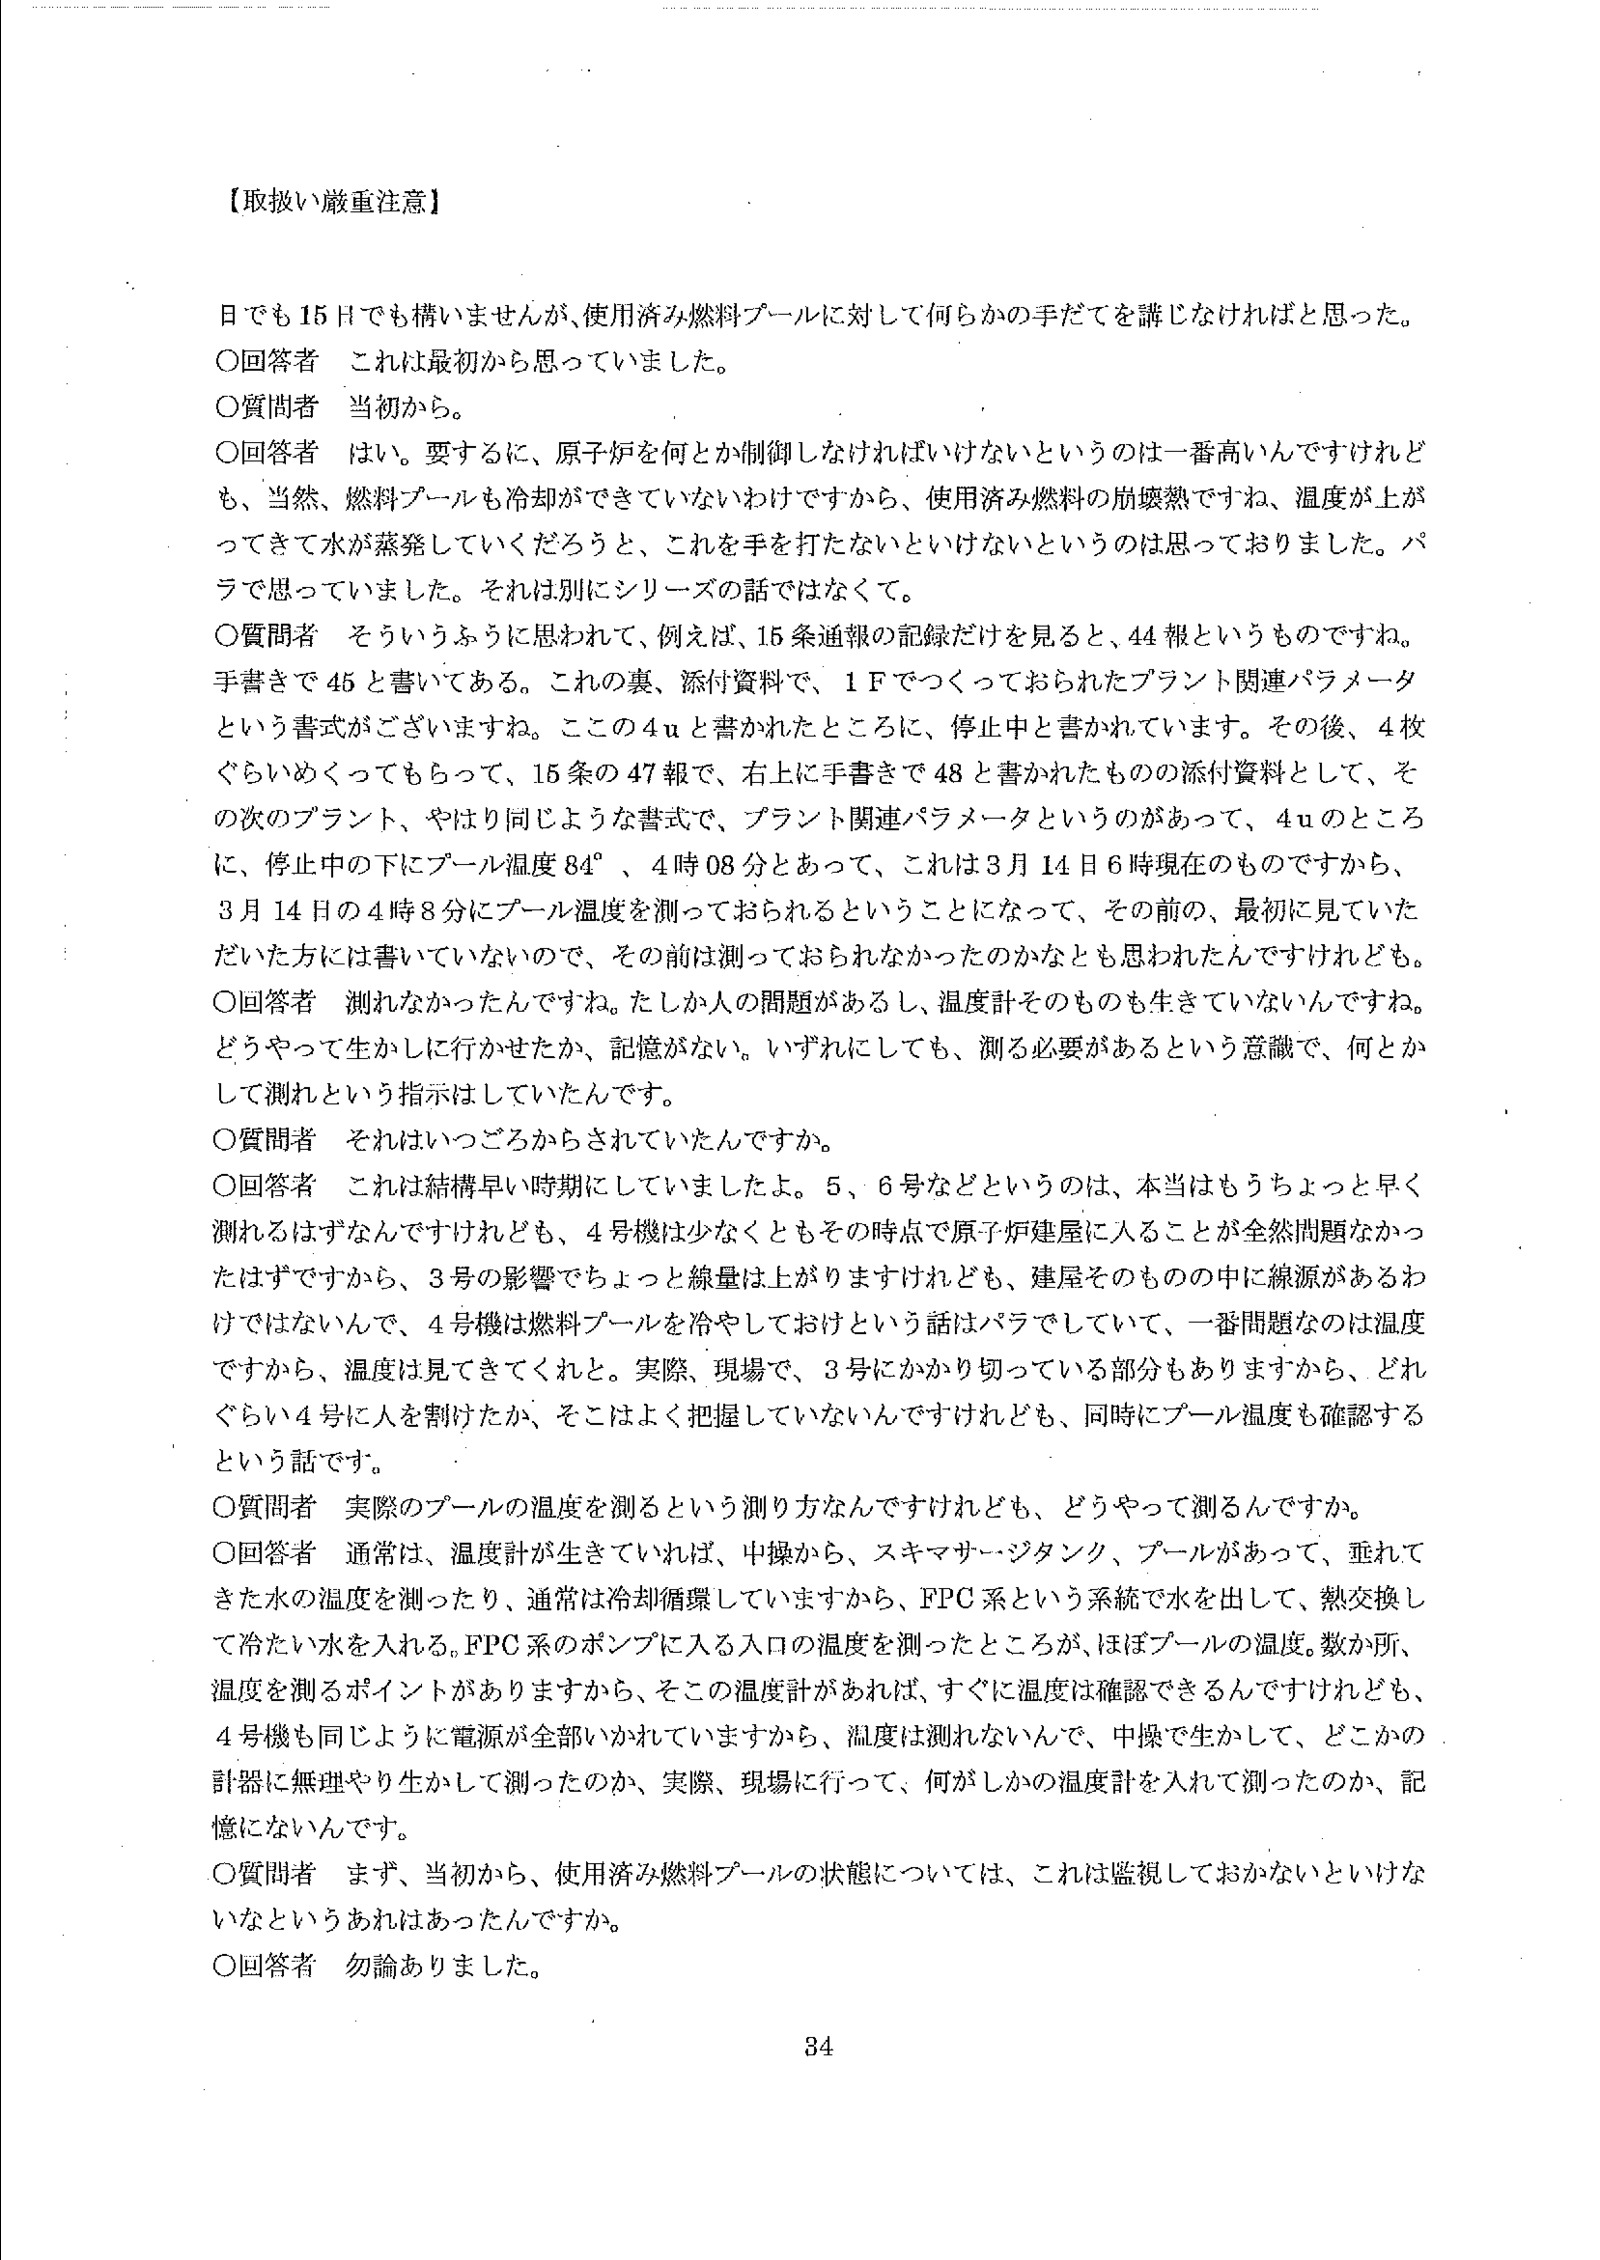 【取扱い厳重注意】
日でも15日でも構いませんが、使用済み燃料プールに対して何らかの手だてを講じなければと思った。
○回答者　これは最初から思っていました。
○質問者　当初から。
○回答者　はい。要するに、原子炉を何とか制御しなければいけないというのは一番高いんですけれど
も、当然、燃料プールも冷却ができていないわけですから、使用済み燃料の崩壊熱ですね、温度が上が
ってきて水が蒸発していくだろうと、これを手を打たないといけないというのは思っておりました。パ
ラで思っていました。それは別にシリーズの話ではなくて。
○質問者　そういうふうに思われて、例えば、15条通報の記録だけを見ると、44報というものですね。
手書きで45と書いてある。これの裏、添付資料で、１Ｆでつくっておられたプラント関連パラメータ
という書式がございますね。ここの4uと書かれたところに、停止中と書かれています。その後、４枚
ぐらいめくってもらって、15条の47報で、右上に手書きで48と書かれたものの添付資料として、そ
の次のプラント、やはり同じような書式で、プラント関連パラメータというのがあって、4uのところ
に、停止中の下にプール温度84°、４時08分とあって、これは３月14日６時現在のものですから、
３月14日の４時８分にプール温度を測っておられるということになって、その前の、最初に見ていた
だいた方には書いていないので、その前は測っておられなかったのかなとも思われたんですけれども。
○回答者　測れなかったんですね。たしか人の問題があるし、温度計そのものも生きていないんですね。
どうやって生かしに行かせたか、記憶がない。いずれにしても、測る必要があるという意識で、何とか
して測れという指示はしていたんです。
○質問者　それはいつごろからされていたんですか。
○回答者　これは結構早い時期にしていましたよ。５、６号などというのは、本当はもうちょっと早く
測れるはずなんですけれども、４号機は少なくともその時点で原子炉建屋に入ることが全然問題なかっ
たはずですから、３号の影響でちょっと線量は上がりますけれども、建屋そのものの中に線源があるわ
けではないんで、４号機は燃料プールを冷やしておけという話はパラでしていて、一番問題なのは温度
ですから、温度は見てきてくれと。実際、現場で、３号にかかり切っている部分もありますから、どれ
ぐらい４号に人を割けたか、そこはよく把握していないんですけれども、同時にプール温度も確認する
という話です。
○質問者　実際のプールの温度を測るという測り方なんですけれども、どうやって測るんですか。
○回答者　通常は、温度計が生きていれば、中操から、スキマサージタンク、プールがあって、垂れて
きた水の温度を測ったり、通常は冷却循環していますから、FPC系という系統で水を出して、熱交換し
て冷たい水を入れる。FPC系のポンプに入る入口の温度を測ったところが、ほぼプールの温度。数か所、
温度を測るポイントがありますから、そこの温度計があれば、すぐに温度は確認できるんですけれども、
４号機も同じように電源が全部いかれていますから、温度は測れないんで、中操で生かして、どこかの
計器に無理やり生かして測ったのか、実際、現場に行って、何がしかの温度計を入れて測ったのか、記
憶にないんです。
○質問者　まず、当初から、使用済み燃料プールの状態については、これは監視しておかないといけな
いなというあれはあったんですか。
○回答者　勿論ありました。
34